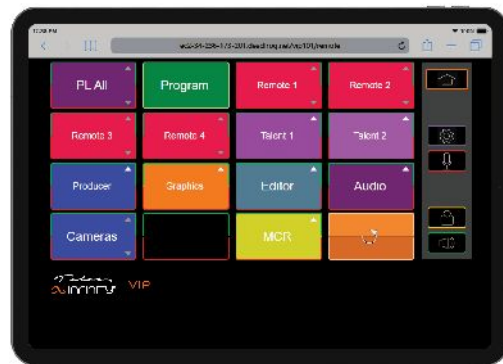 PL All Program Remote 1 Remote 2
Remote 3 Remote 4 Talent 1 Talent 2
Producer Graphics Editor Audio
Cameras MCR
VIP